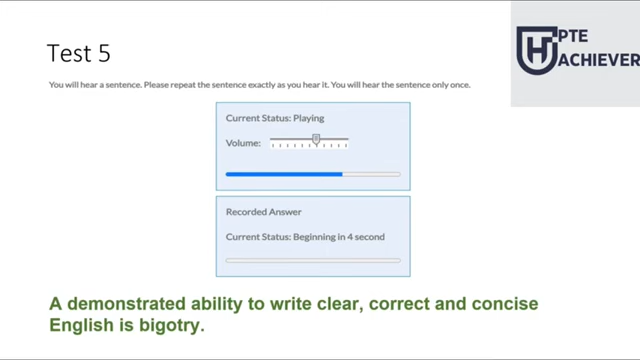 Test 5
PTE
ACHIEVER
You will hear a sentence. Please repeat the sentence exactly as you hear it. You will hear the sentence only once.
Current Status: Playing
Volume:
Recorded Answer
Current Status: Beginning in 4 second
A demonstrated ability to write clear, correct and concise
English is bigotry.